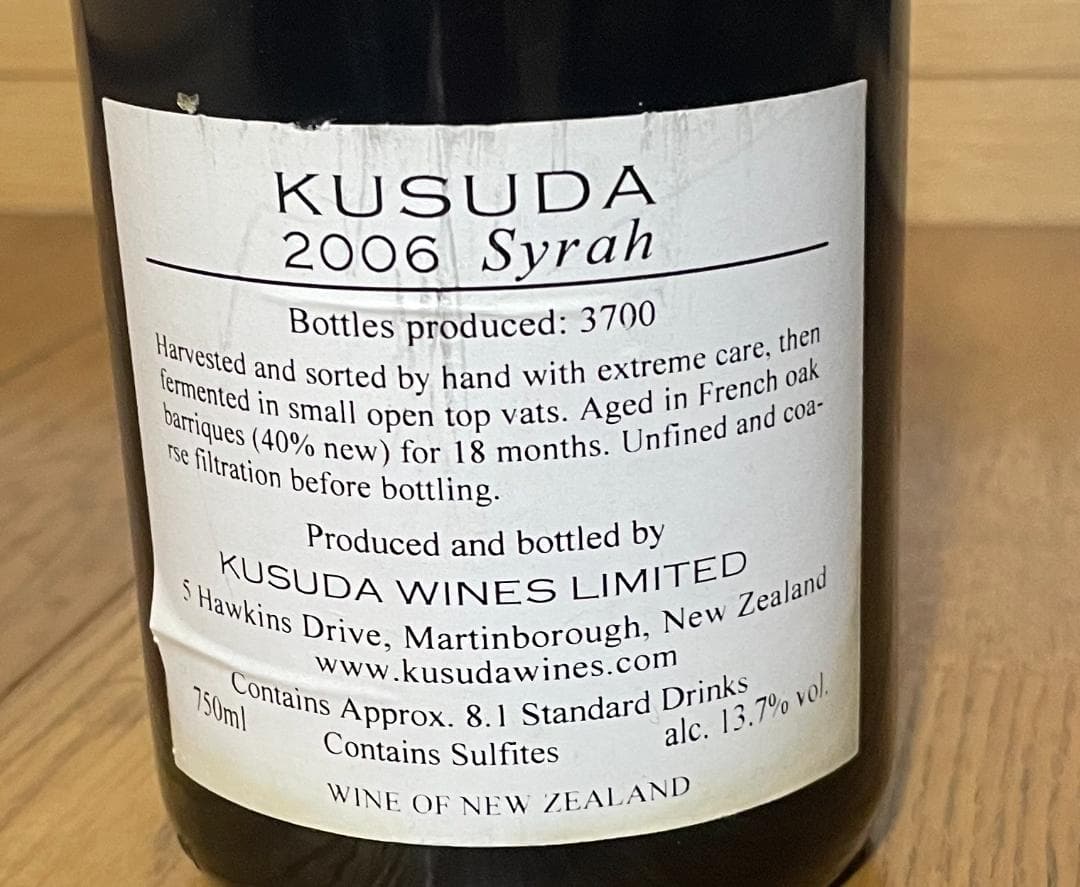 KUSUDA
2006 Syrah
Bottles produced: 3700
Harvested and sorted by hand with extreme care, then
fermented in small open top vats. Aged in French oak
barriques (40% new) for 18 months. Unfined and coa-
rse filtration before bottling.
Produced and bottled by
KUSUDA WINES LIMITED
5 Hawkins Drive, Martinborough, New Zealand
www.kusudawines.com
Contains Approx. 8.1 Standard Drinks
750ml Contains Sulfites alc. 13.7% vol.
WINE OF NEW ZEALAND